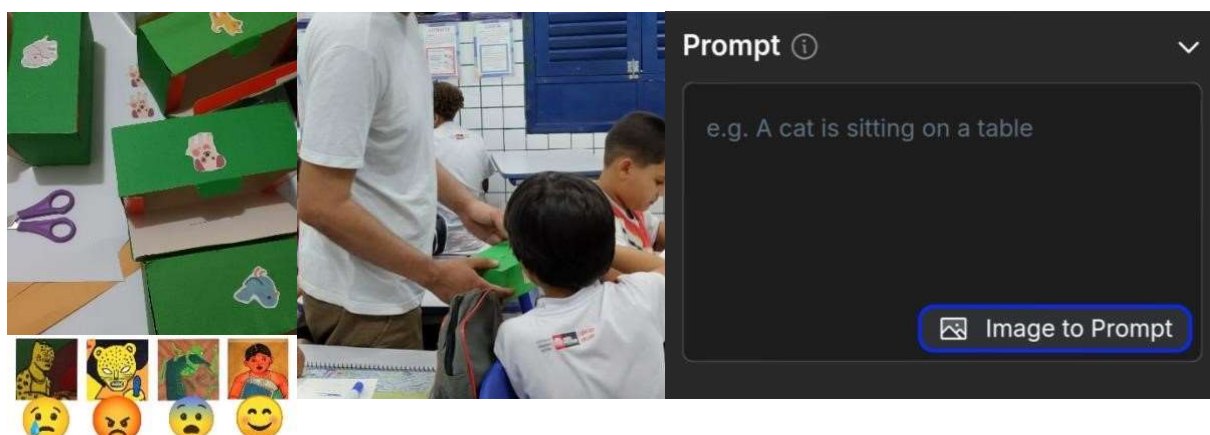 Prompt
e.g. A cat is sitting on a table
Image to Prompt